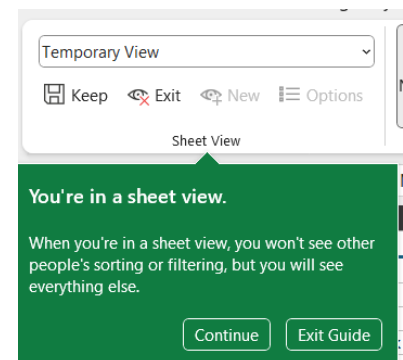 Temporary View
Keep Exit New Options
Sheet View
You're in a sheet view.
When you're in a sheet view, you won't see other
people's sorting or filtering, but you will see
everything else.
Continue Exit Guide